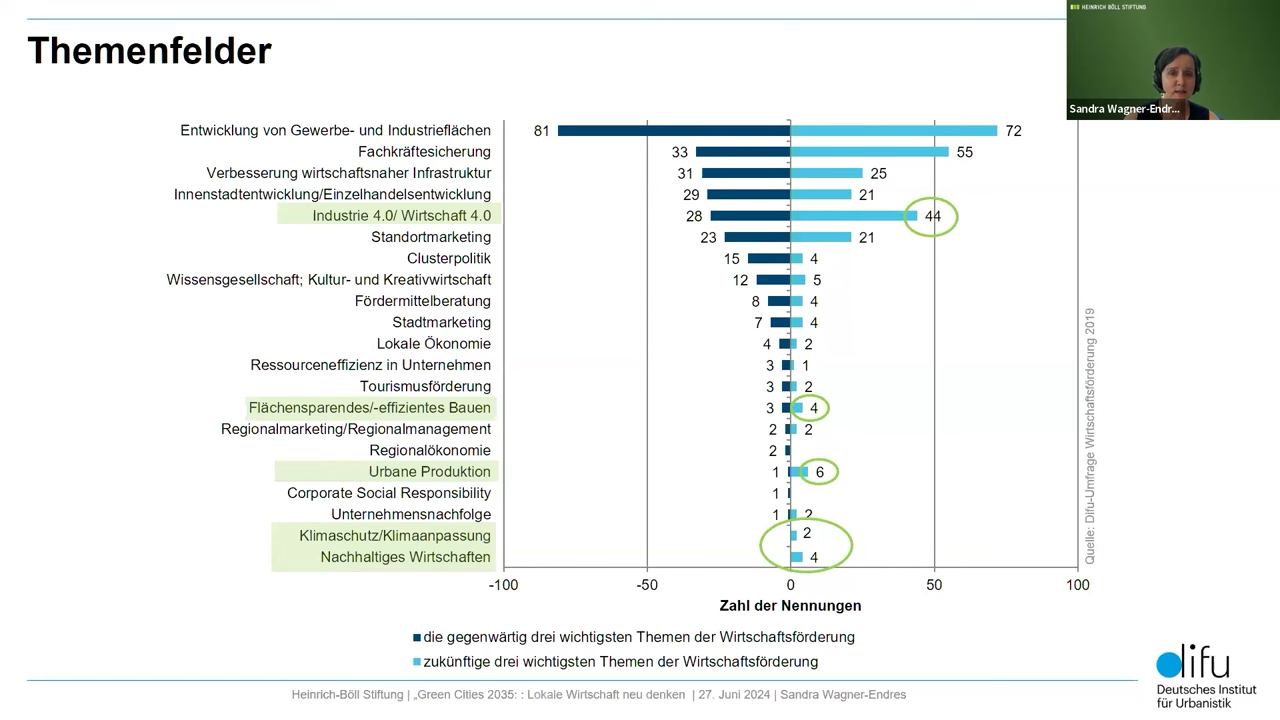 HEINRICH BÖLL STIFTUNG
Sandra Wagner-Endr...
Themenfelder
Entwicklung von Gewerbe- und Industrieflächen 81 72
Fachkräftesicherung 33 55
Verbesserung wirtschaftsnaher Infrastruktur 31 25
Innenstadtentwicklung/Einzelhandelsentwicklung 29 21
Industrie 4.0/ Wirtschaft 4.0 28 44
Standortmarketing 23 21
Clusterpolitik 15 4
Wissensgesellschaft; Kultur- und Kreativwirtschaft 12 5
Fördermittelberatung 8 4
Stadtmarketing 7 4
Lokale Ökonomie 4 2
Ressourceneffizienz in Unternehmen 3 1
Tourismusförderung 3 2
Flächensparendes/-effizientes Bauen 3 4
Regionalmarketing/Regionalmanagement 2 2
Regionalökonomie 2
Urbane Produktion 1 6
Corporate Social Responsibility 1
Unternehmensnachfolge 1 2
Klimaschutz/Klimaanpassung 2
Nachhaltiges Wirtschaften 4
-100 -50 0 50 100
Zahl der Nennungen
die gegenwärtig drei wichtigsten Themen der Wirtschaftsförderung
zukünftige drei wichtigsten Themen der Wirtschaftsförderung
Quelle: Difu-Umfrage Wirtschaftsförderung 2019
Heinrich-Böll Stiftung | „Green Cities 2035: : Lokale Wirtschaft neu denken | 27. Juni 2024 | Sandra Wagner-Endres
difu
Deutsches Institut
für Urbanistik